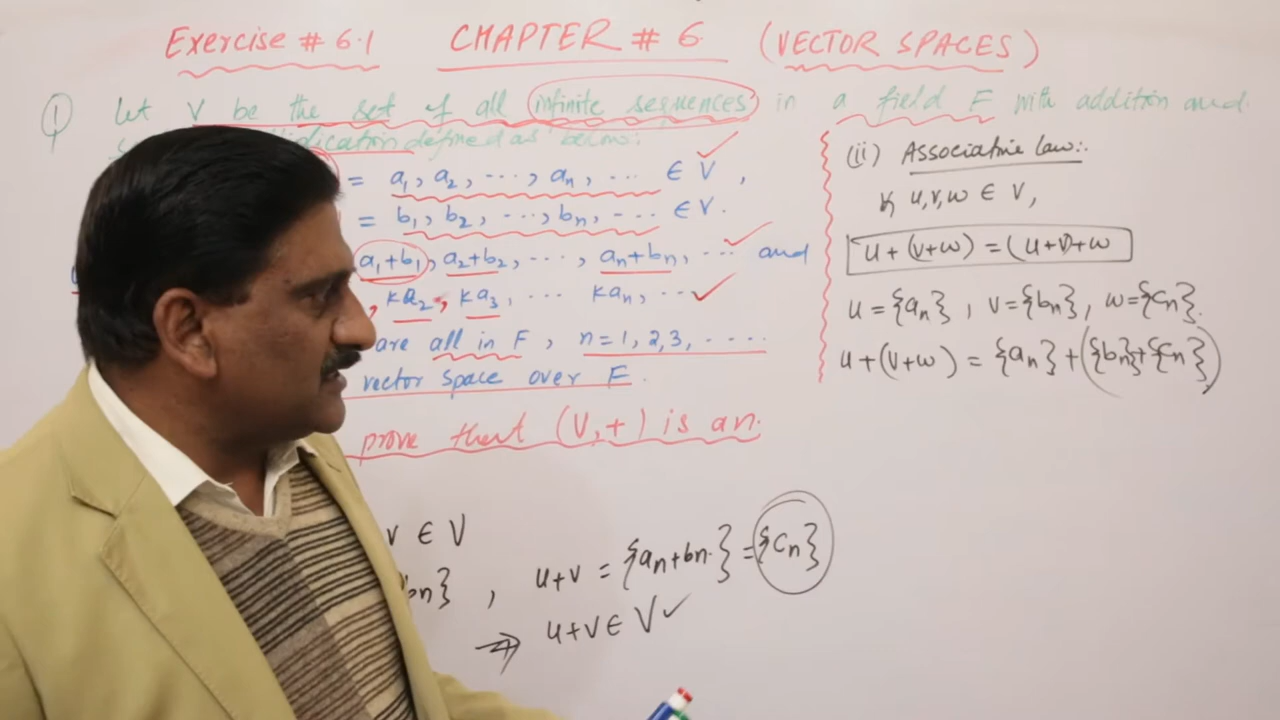 Exercise # 6.1 CHAPTER # 6 (VECTOR SPACES)
Q1 Let V be the set of all infinite sequences in a field F with addition and
defined as below:
= a₁, a₂, ..., aₙ, ... ∈ V,
= b₁, b₂, ..., bₙ, ... ∈ V.
a₁+b₁, a₂+b₂, ..., aₙ+bₙ, ... and
, ka₂, ka₃, ... kaₙ, ...
are all in F, n=1,2,3, ....
vector space over F.
prove that (V,+) is an.
v ∈ V
bn} , u+v = {aₙ+bₙ.} = {cₙ}
⇒ u+v ∈ V ✓
(ii) Associative law:.
u,v,w ∈ V,
u+(v+w) = (u+v)+w
u={aₙ}, v={bₙ}, w={cₙ}.
u+(v+w) = {aₙ}+({bₙ}+{cₙ})